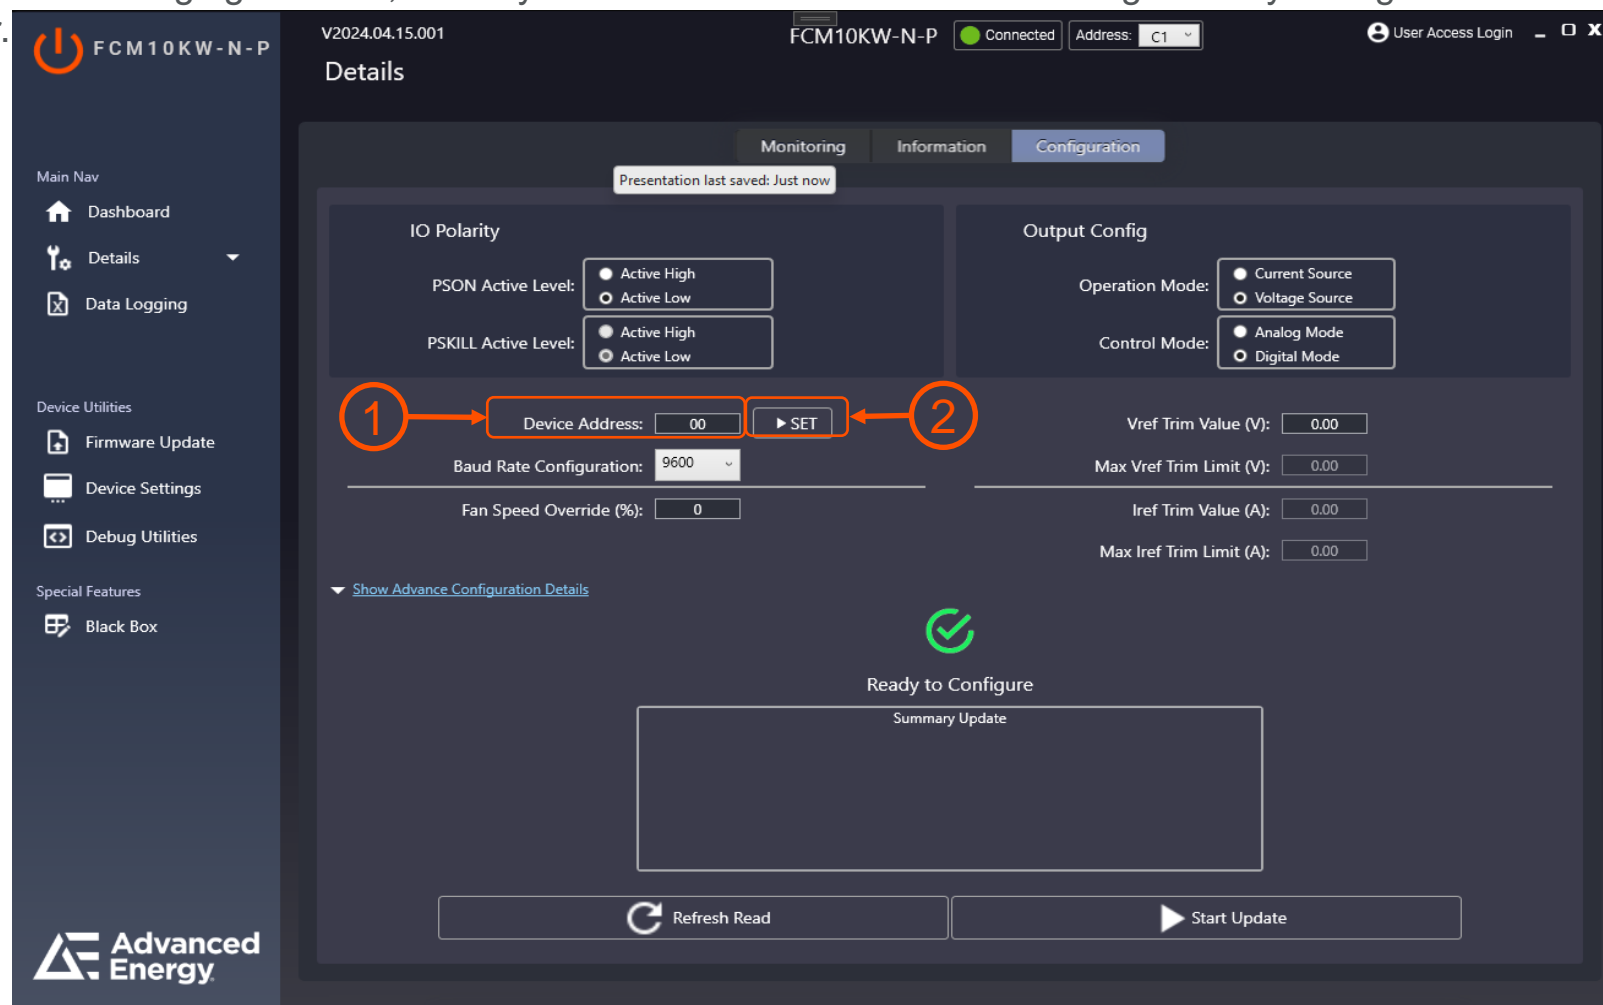 FCM10KW-N-P
V2024.04.15.001
FCM10KW-N-P
Connected
Address: C1
User Access Login
X
Details
Monitoring
Information
Configuration
Presentation last saved: Just now
Main Nav
Dashboard
Details
Data Logging
Device Utilities
Firmware Update
Device Settings
Debug Utilities
Special Features
Black Box
Advanced
Energy
IO Polarity
PSON Active Level:
Active High
Active Low
PSKILL Active Level:
Active High
Active Low
Output Config
Operation Mode:
Current Source
Voltage Source
Control Mode:
Analog Mode
Digital Mode
1
Device Address: 00
SET
2
Baud Rate Configuration: 9600
Fan Speed Override (%): 0
Vref Trim Value (V): 0.00
Max Vref Trim Limit (V): 0.00
Iref Trim Value (A): 0.00
Max Iref Trim Limit (A): 0.00
Show Advance Configuration Details
Ready to Configure
Summary Update
Refresh Read
Start Update